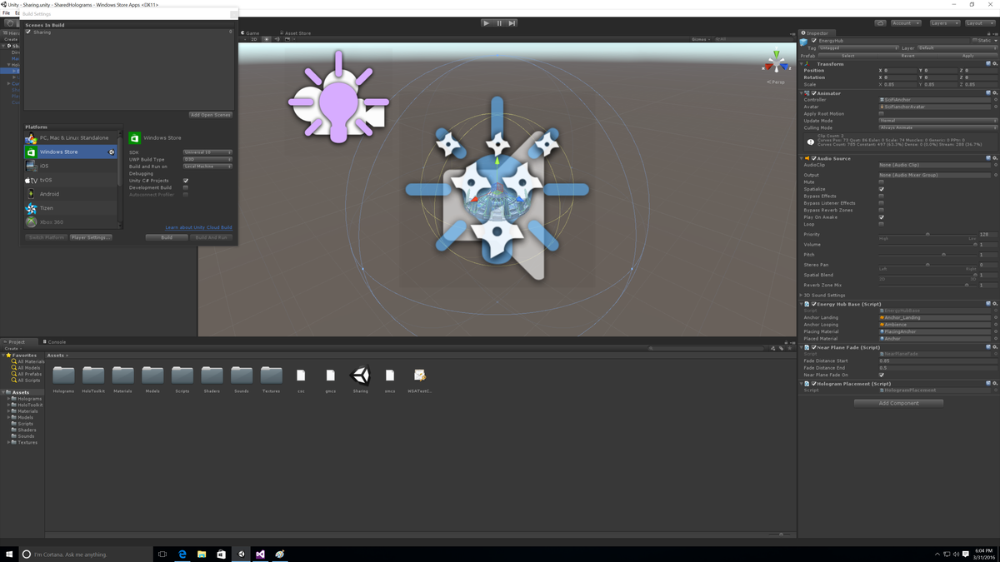 Unity - Sharing.unity - SharedHolograms - Windows Store Apps <DX11>
Build Settings
Scenes In Build
Sharing 0
Add Open Scenes
Platform
PC, Mac & Linux Standalone
Windows Store
iOS
tvOS
Android
Tizen
Xbox 360
Windows Store
SDK Universal 10
UWP Build Type D3D
Build and Run on Local Machine
Debugging
Unity C# Projects
Development Build
Autoconnect Profiler
Learn about Unity Cloud Build
Switch Platform Player Settings... Build Build And Run
Game Asset Store
2D
Gizmos
Persp
Account Layers Layout
Inspector
EnergyHub Static
Tag Untagged Layer Default
Prefab Select Revert Apply
Transform
Position X 0 Y 0 Z 0
Rotation X 0 Y 0 Z 0
Scale X 0.85 Y 0.85 Z 0.85
Animator
Controller SciFiAnchor
Avatar SciFianchorAvatar
Apply Root Motion
Update Mode Normal
Culling Mode Always Animate
Clip Count: 2
Curves Pos: 73 Quat: 86 Euler: 0 Scale: 74 Muscles: 0 Generic: 0 PPtr: 0
Curves Count: 785 Constant: 497 (63.3%) Dense: 0 (0.0%) Stream: 288 (36.7%)
Audio Source
AudioClip None (Audio Clip)
Output None (Audio Mixer Group)
Mute
Spatialize
Bypass Effects
Bypass Listener Effects
Bypass Reverb Zones
Play On Awake
Loop
Priority 128
High Low
Volume 1
Pitch 1
Stereo Pan 0
Left Right
Spatial Blend 1
2D 3D
Reverb Zone Mix 1
3D Sound Settings
Energy Hub Base (Script)
Script EnergyHubBase
Anchor Landing Anchor_Landing
Anchor Looping Ambience
Placing Material PlacingAnchor
Placed Material Anchor
Near Plane Fade (Script)
Script NearPlaneFade
Fade Distance Start 0.85
Fade Distance End 0.5
Near Plane Fade On
Hologram Placement (Script)
Script HologramPlacement
Add Component
Project Console
Create
Favorites
All Materials
All Models
All Prefabs
All Scripts
Assets
Holograms
HoloToolkit
Materials
Models
Scripts
Shaders
Sounds
Textures
Assets
Holograms HoloToolkit Materials Models Scripts Shaders Sounds Textures csc gmcs Sharing smcs WSATestC...
I'm Cortana. Ask me anything.
6:04 PM
3/31/2016